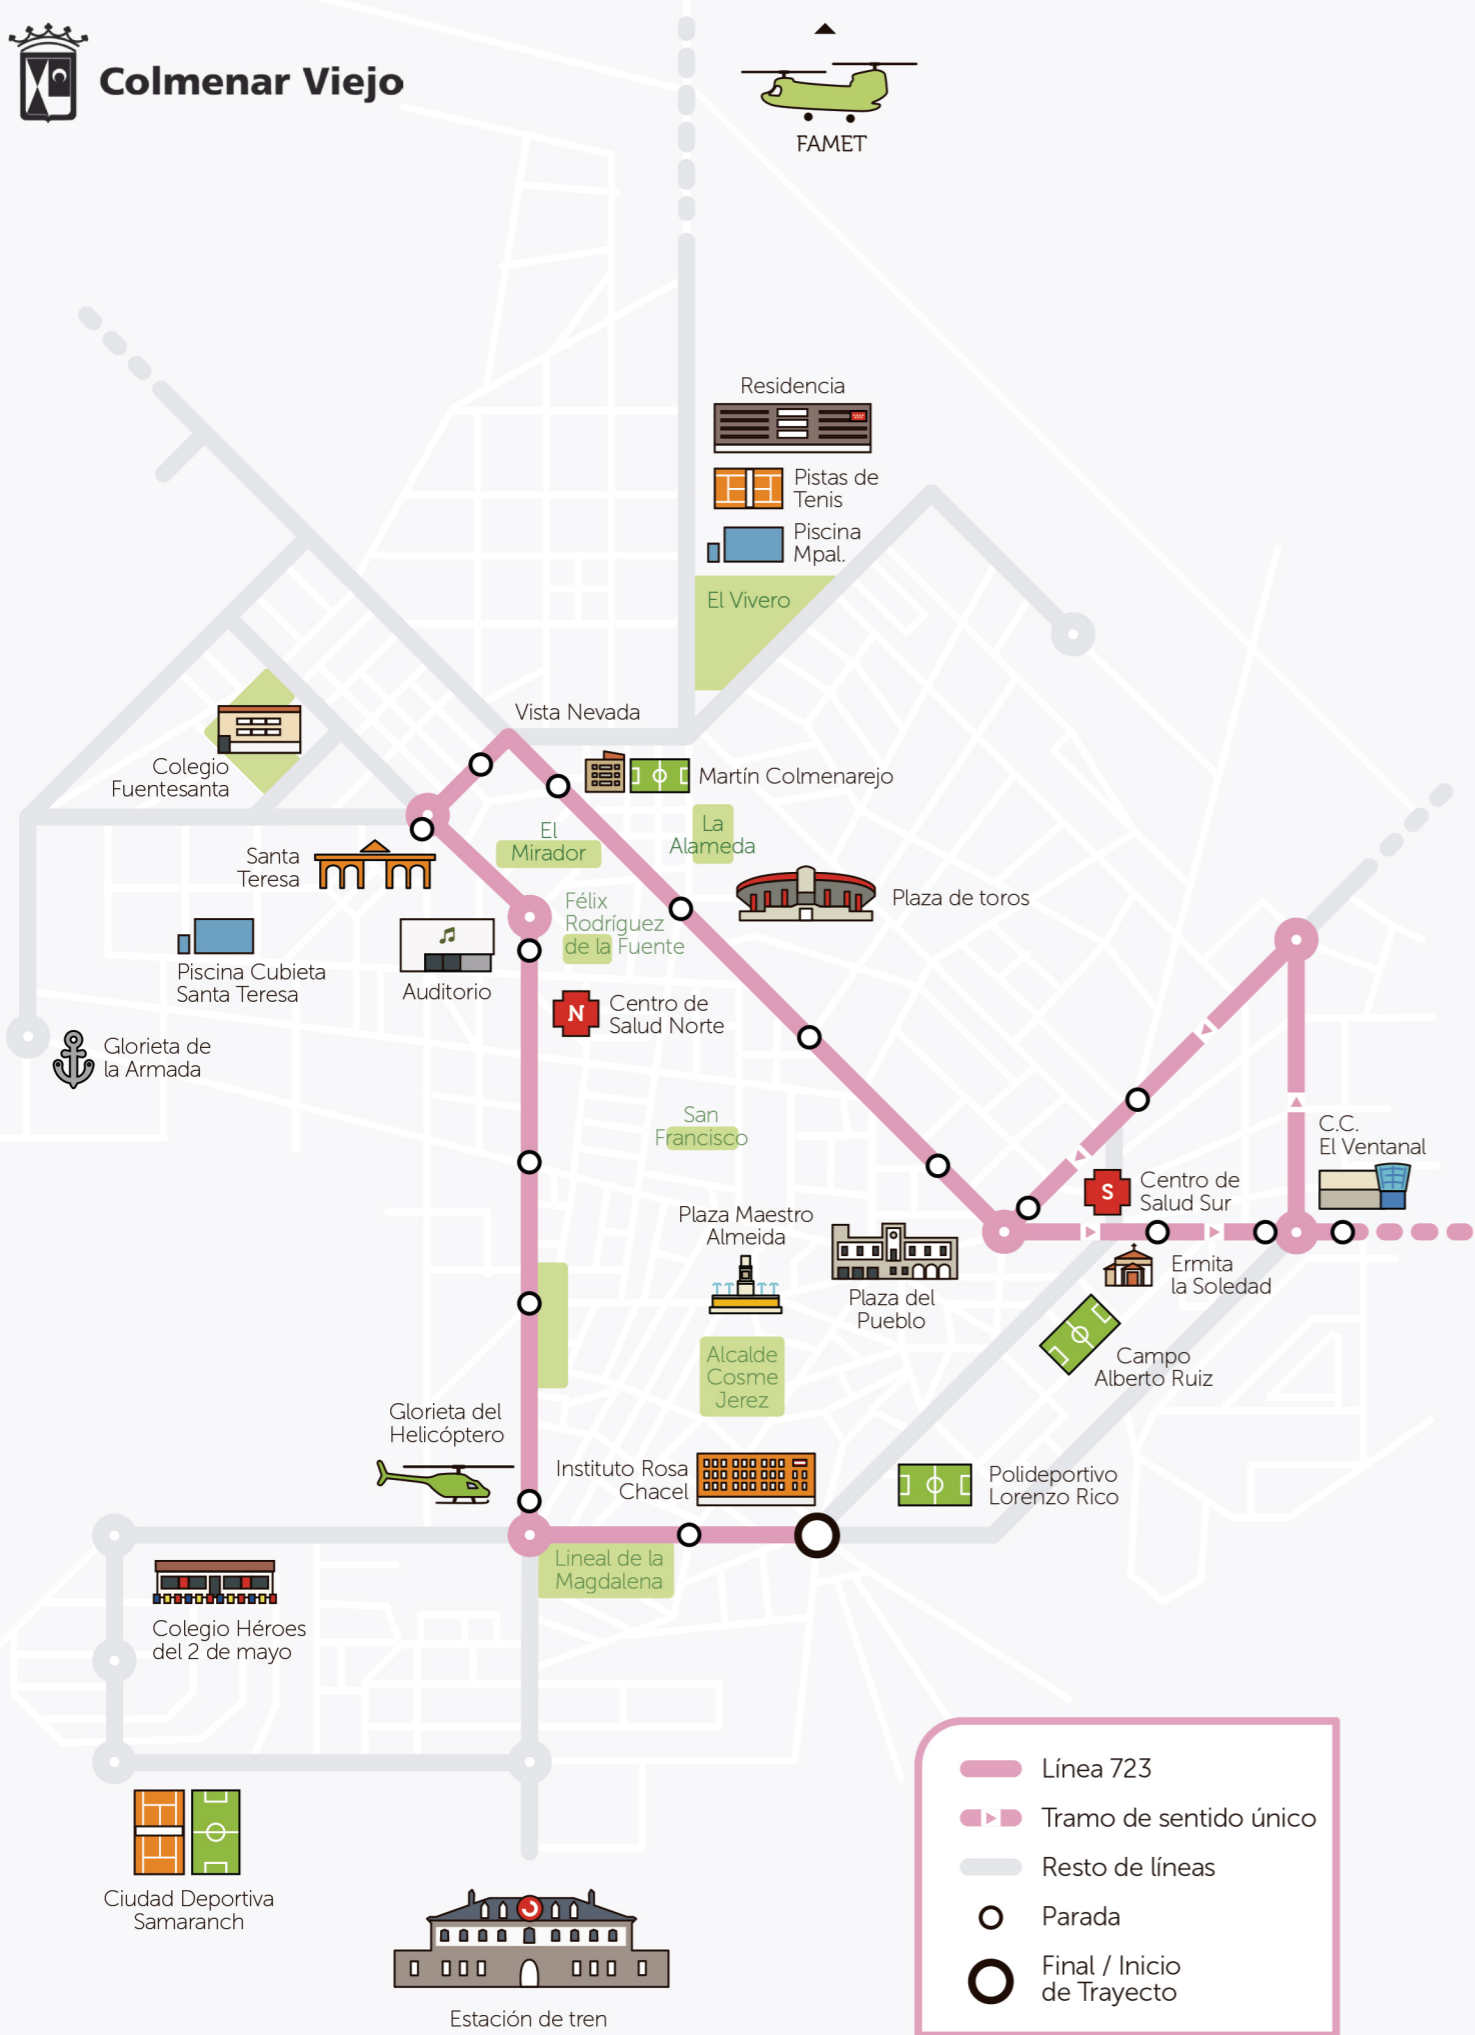 Colmenar Viejo
FAMET
Residencia
Pistas de
Tenis
Piscina
Mpal.
El Vivero
Vista Nevada
Colegio
Fuentesanta
Martín Colmenarejo
El
Mirador
La
Alameda
Santa
Teresa
Plaza de toros
Félix
Rodríguez
de la Fuente
Piscina Cubieta
Santa Teresa
Auditorio
N
Centro de
Salud Norte
Glorieta de
la Armada
San
Francisco
C.C.
El Ventanal
S
Centro de
Salud Sur
Plaza Maestro
Almeida
Ermita
la Soledad
Plaza del
Pueblo
Campo
Alberto Ruiz
Alcalde
Cosme
Jerez
Glorieta del
Helicóptero
Instituto Rosa
Chacel
Polideportivo
Lorenzo Rico
Lineal de la
Magdalena
Colegio Héroes
del 2 de mayo
Ciudad Deportiva
Samaranch
Estación de tren
Línea 723
Tramo de sentido único
Resto de líneas
Parada
Final / Inicio
de Trayecto